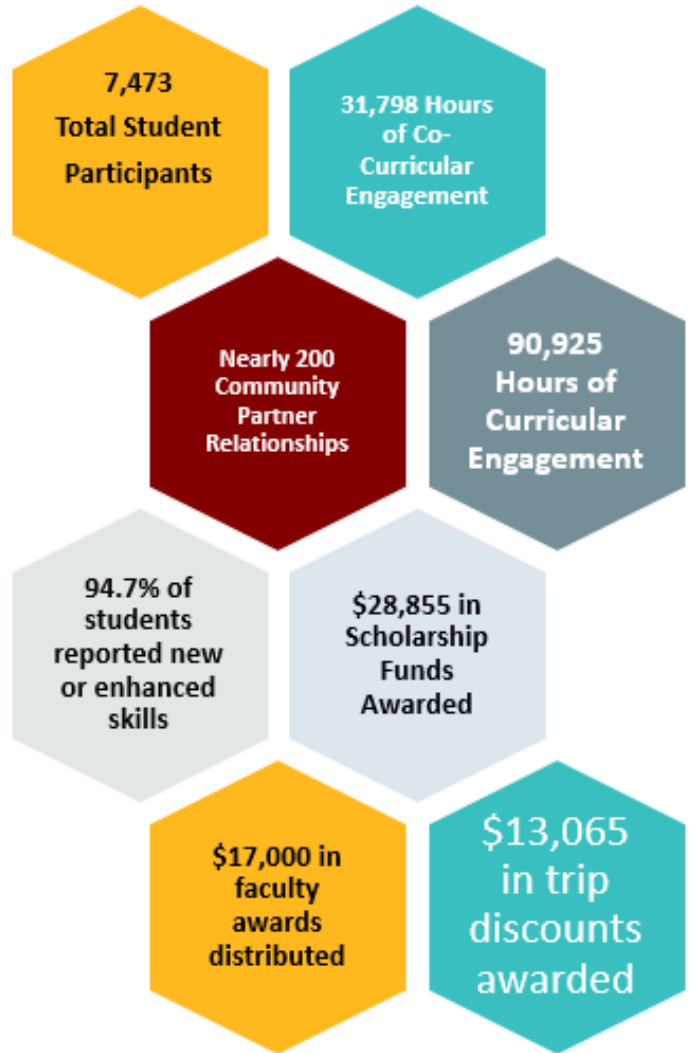 7,473
Total Student
Participants
31,798 Hours
of Co-
Curricular
Engagement
Nearly 200
Community
Partner
Relationships
90,925
Hours of
Curricular
Engagement
94.7% of
students
reported new
or enhanced
skills
$28,855 in
Scholarship
Funds
Awarded
$17,000 in
faculty
awards
distributed
$13,065
in trip
discounts
awarded